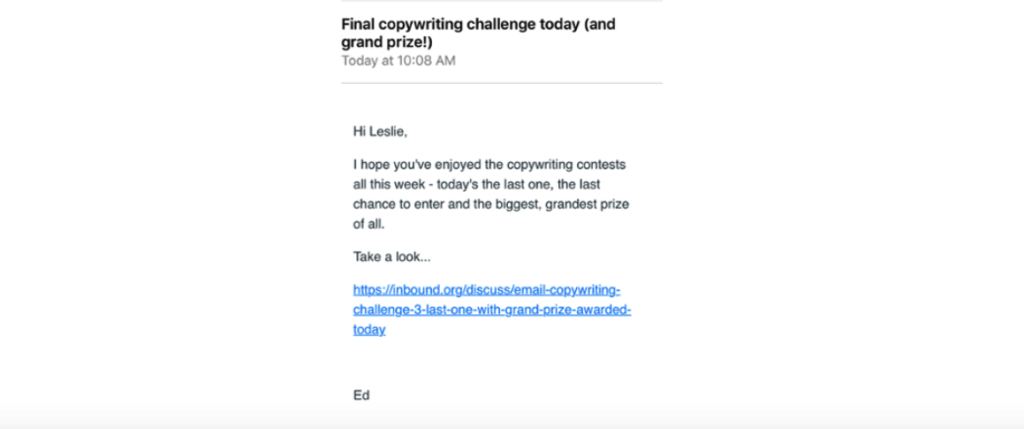 Final copywriting challenge today (and
grand prize!)
Today at 10:08 AM
Hi Leslie,
I hope you've enjoyed the copywriting contests
all this week - today's the last one, the last
chance to enter and the biggest, grandest prize
of all.
Take a look...
https://inbound.org/discuss/email-copywriting-
challenge-3-last-one-with-grand-prize-awarded-
today
Ed